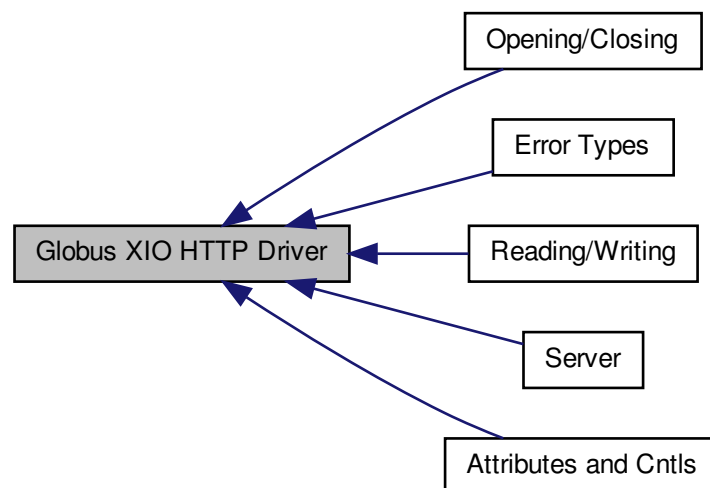 Opening/Closing
Error Types
Globus XIO HTTP Driver
Reading/Writing
Server
Attributes and Cntls